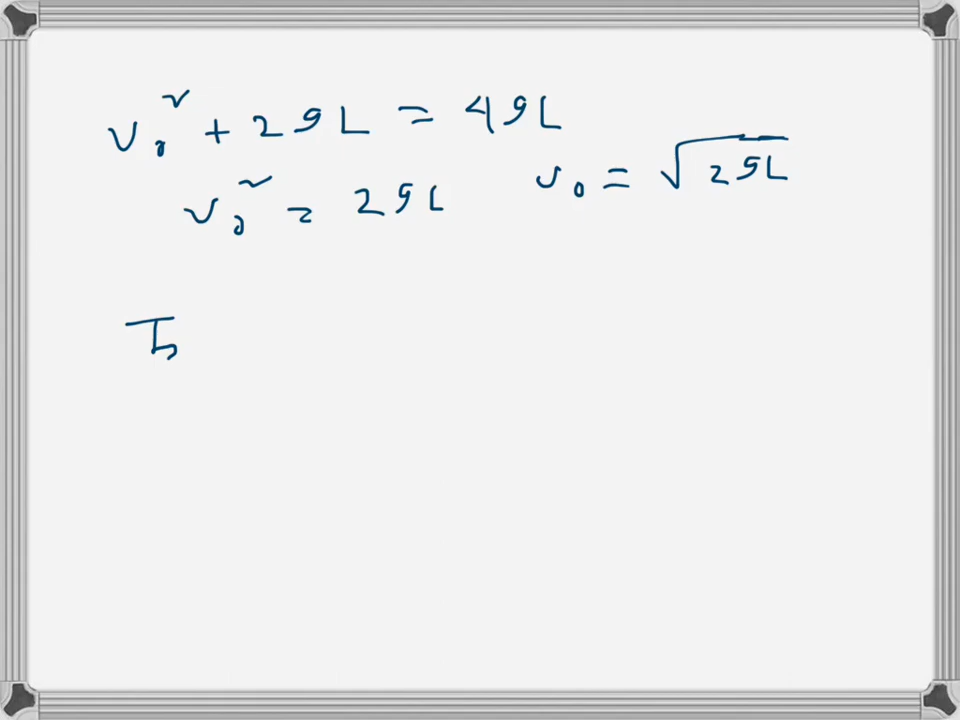 v₀² + 2gL = 4gL
v₀² = 2gL    v₀ = √2gL